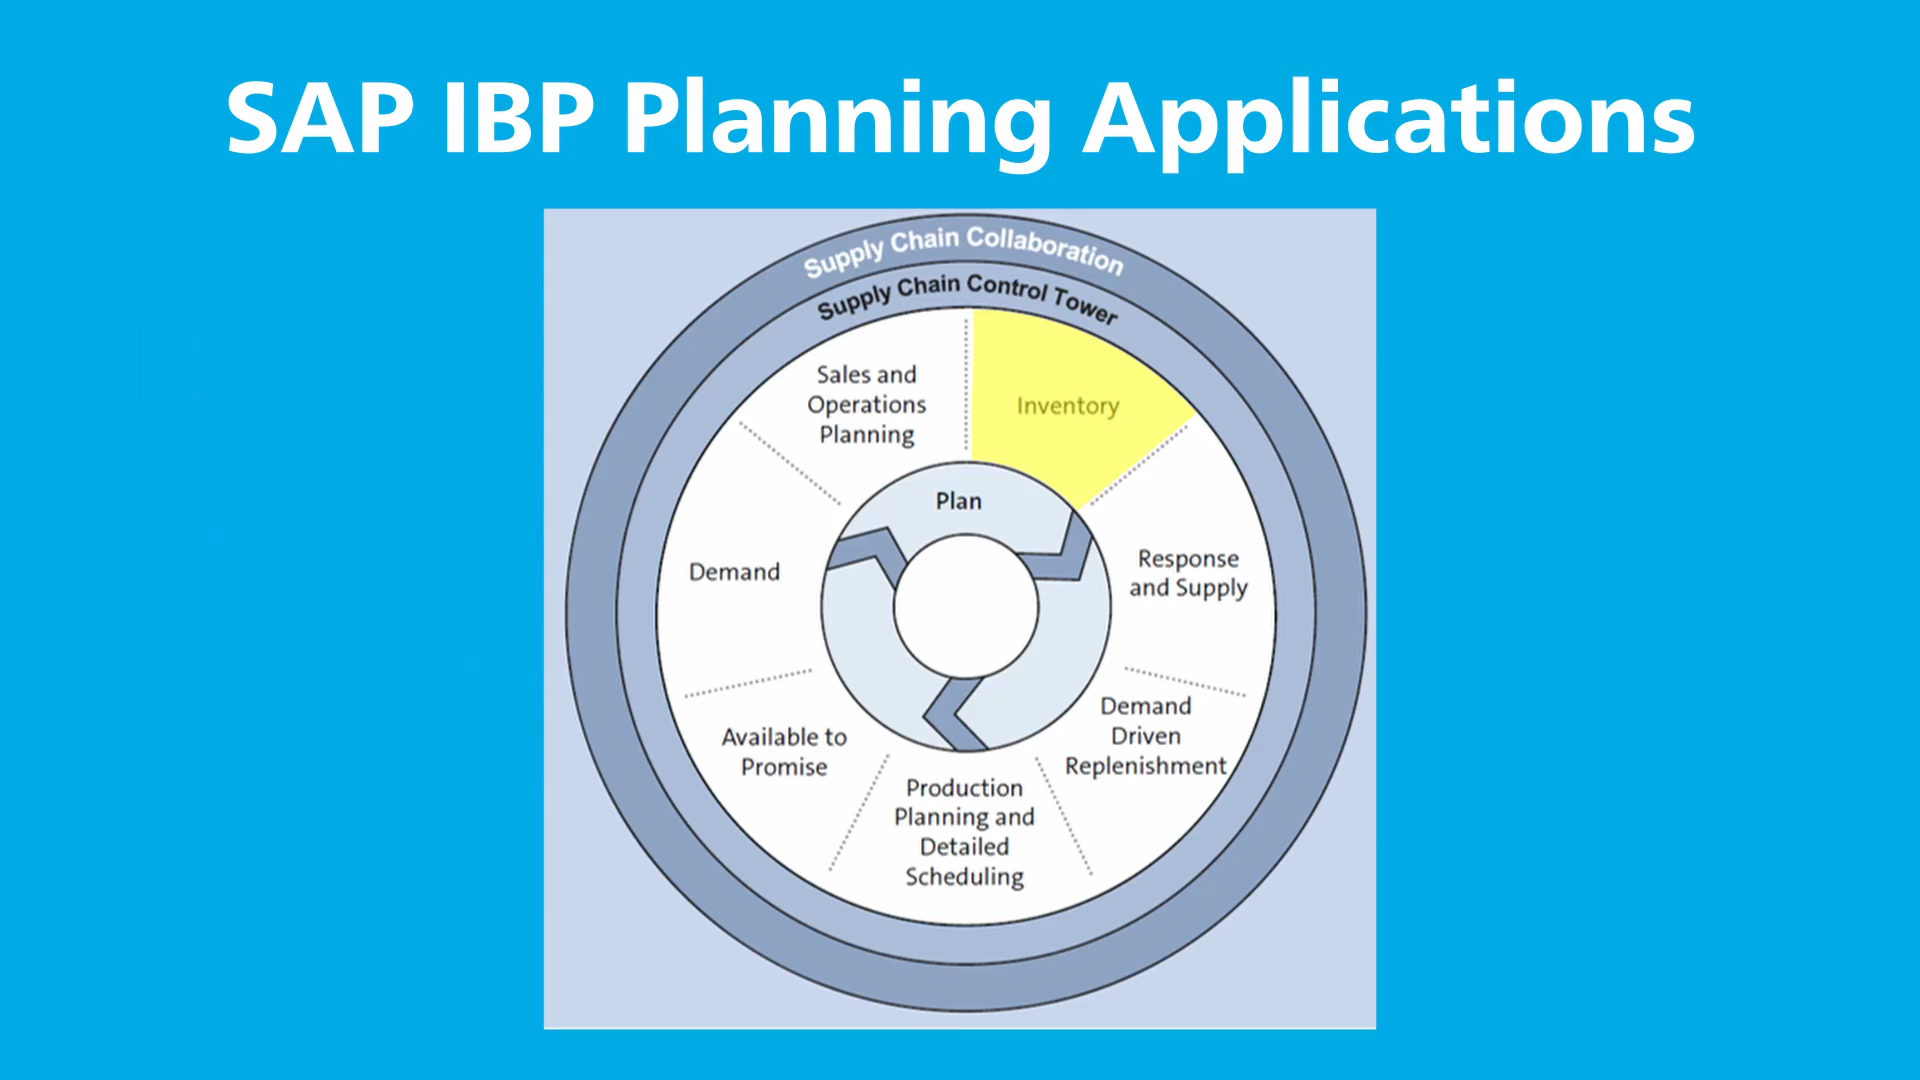 SAP IBP Planning Applications
Supply Chain Collaboration
Supply Chain Control Tower
Sales and
Operations
Planning
Inventory
Plan
Demand
Response
and Supply
Available to
Promise
Demand
Driven
Replenishment
Production
Planning and
Detailed
Scheduling